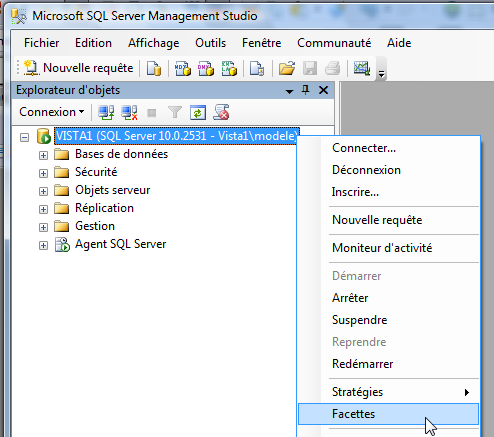 Microsoft SQL Server Management Studio
Fichier Edition Affichage Outils Fenêtre Communauté Aide
Nouvelle requête
Explorateur d'objets
Connexion
VISTA1 (SQL Server 10.0.2531 - Vista1\modele)
Bases de données
Sécurité
Objets serveur
Réplication
Gestion
Agent SQL Server
Connecter...
Déconnexion
Inscrire...
Nouvelle requête
Moniteur d'activité
Démarrer
Arrêter
Suspendre
Reprendre
Redémarrer
Stratégies
Facettes